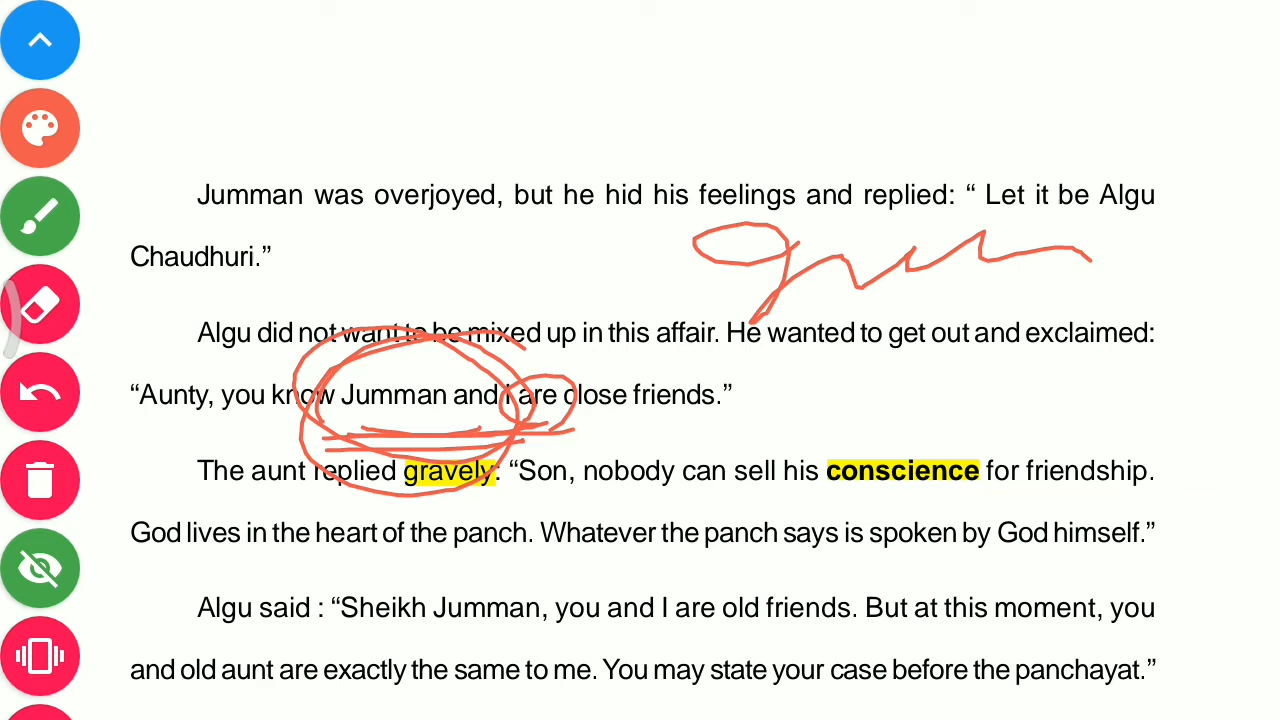 Jumman was overjoyed, but he hid his feelings and replied: “ Let it be Algu
Chaudhuri.”
Algu did not want to be mixed up in this affair. He wanted to get out and exclaimed:
“Aunty, you know Jumman and I are close friends.”
The aunt replied gravely: “Son, nobody can sell his conscience for friendship.
God lives in the heart of the panch. Whatever the panch says is spoken by God himself.”
Algu said : “Sheikh Jumman, you and I are old friends. But at this moment, you
and old aunt are exactly the same to me. You may state your case before the panchayat.”